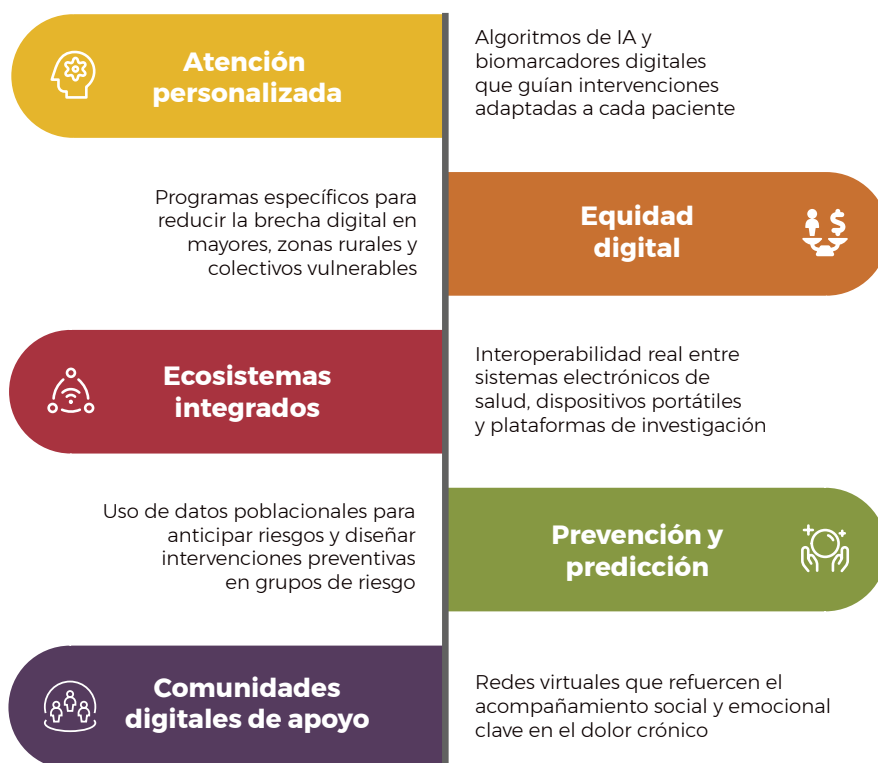 Atención
personalizada
Algoritmos de IA y
biomarcadores digitales
que guían intervenciones
adaptadas a cada paciente
Programas específicos para
reducir la brecha digital en
mayores, zonas rurales y
colectivos vulnerables
Equidad
digital
Ecosistemas
integrados
Interoperabilidad real entre
sistemas electrónicos de
salud, dispositivos portátiles
y plataformas de investigación
Uso de datos poblacionales para
anticipar riesgos y diseñar
intervenciones preventivas
en grupos de riesgo
Prevención y
predicción
Comunidades
digitales de apoyo
Redes virtuales que refuercen el
acompañamiento social y emocional
clave en el dolor crónico